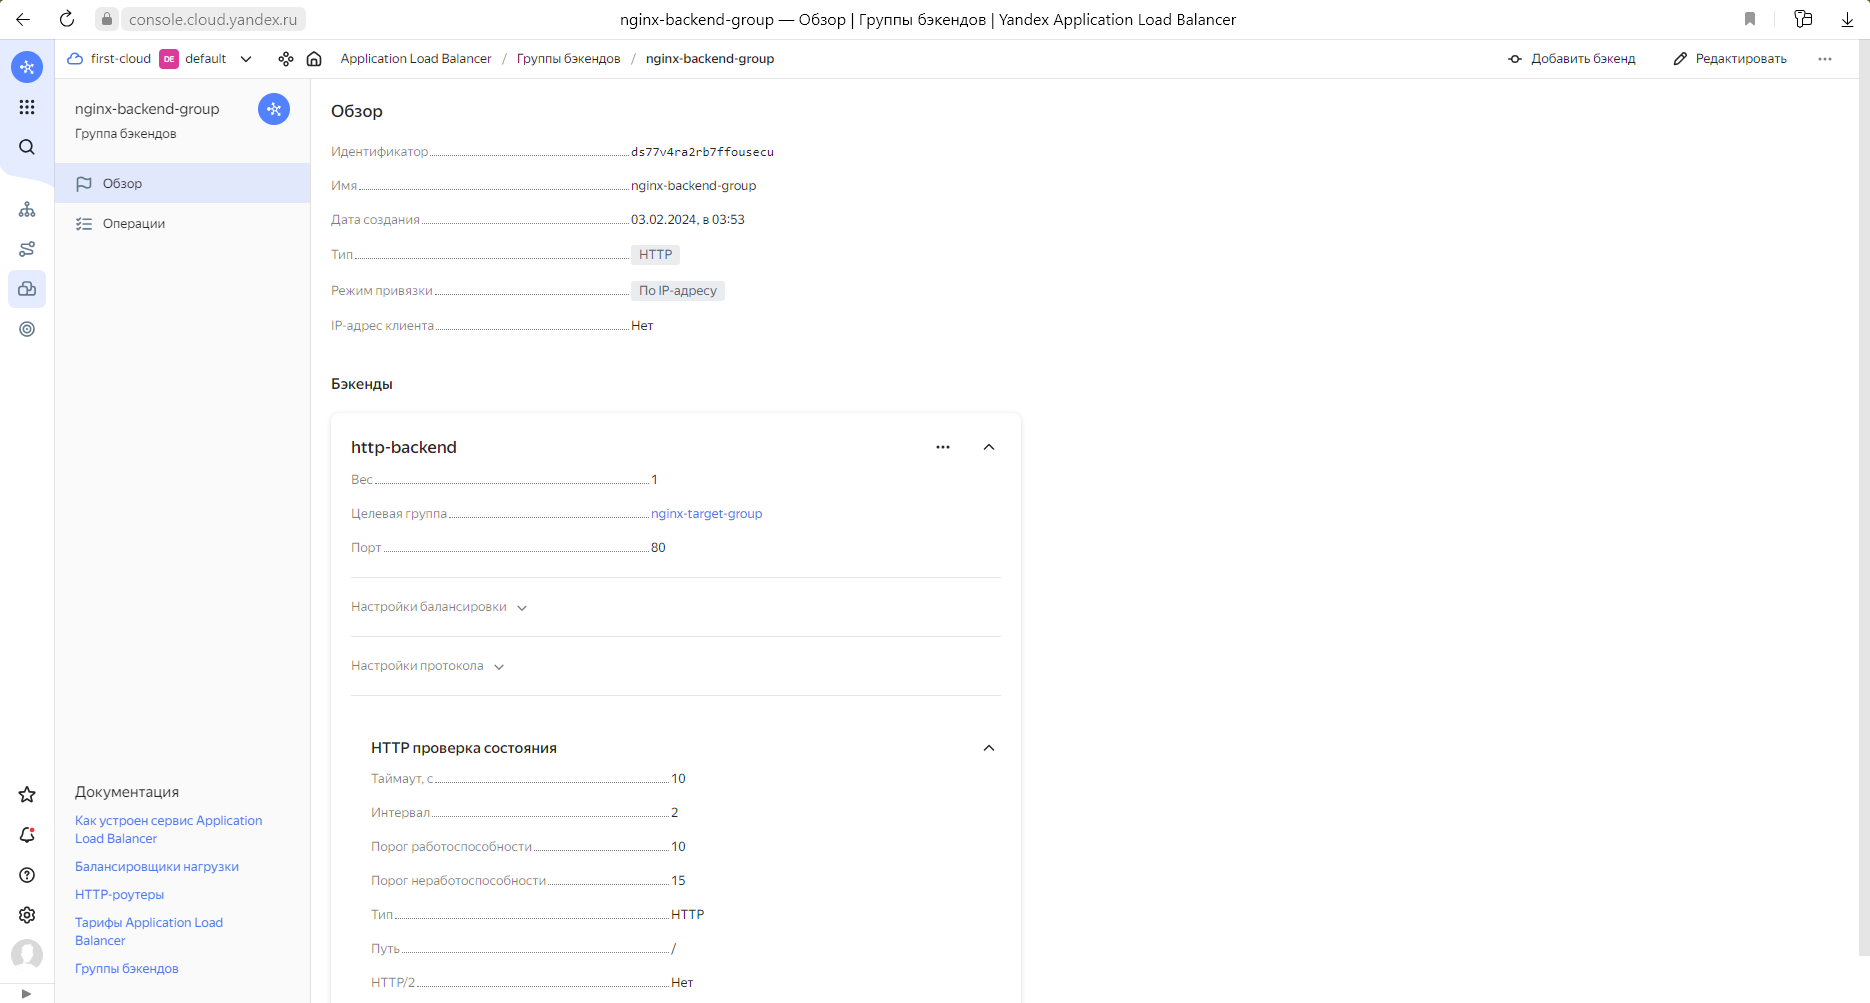 console.cloud.yandex.ru
nginx-backend-group — Обзор | Группы бэкендов | Yandex Application Load Balancer
first-cloud DE default
Application Load Balancer / Группы бэкендов / nginx-backend-group
Добавить бэкенд
Редактировать
nginx-backend-group
Группа бэкендов
Обзор
Операции
Обзор
Идентификатор ds77v4ra2rb7ffousecu
Имя nginx-backend-group
Дата создания 03.02.2024, в 03:53
Тип HTTP
Режим привязки По IP-адресу
IP-адрес клиента Нет
Бэкенды
http-backend
Вес 1
Целевая группа nginx-target-group
Порт 80
Настройки балансировки
Настройки протокола
HTTP проверка состояния
Таймаут, с 10
Интервал 2
Порог работоспособности 10
Порог неработоспособности 15
Тип HTTP
Путь /
HTTP/2 Нет
Документация
Как устроен сервис Application
Load Balancer
Балансировщики нагрузки
HTTP-роутеры
Тарифы Application Load
Balancer
Группы бэкендов